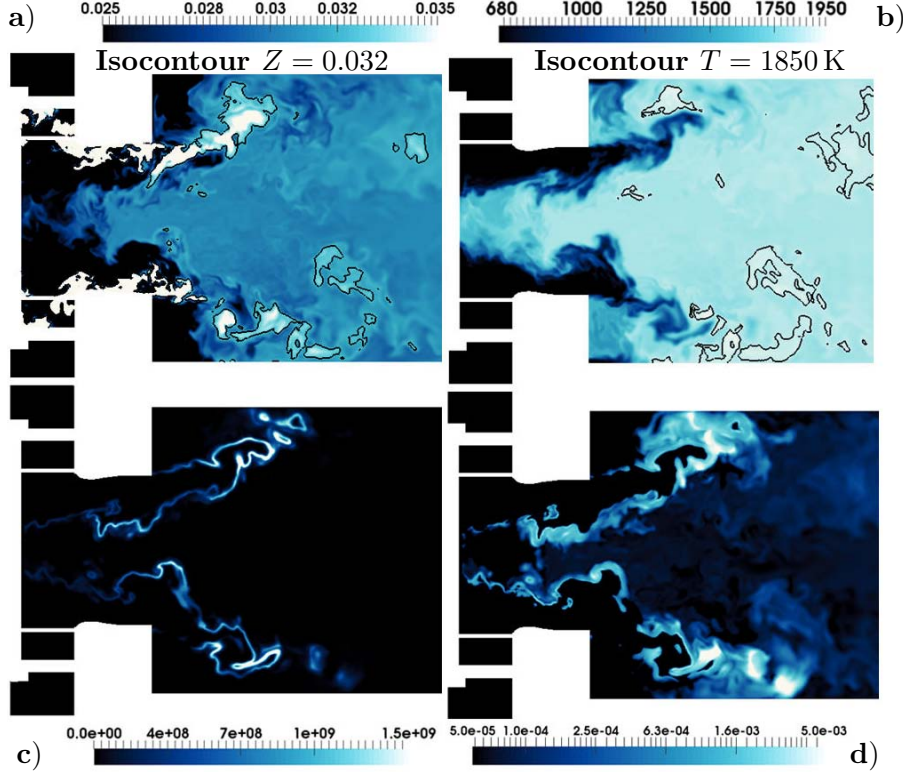 0.025 0.028 0.03 0.032 0.035
680 1000 1250 1500 1750 1950
a) b)
Isocontour Z = 0.032 Isocontour T = 1850 K
c) d)
0.0e+00 4e+08 7e+08 1e+09 1.5e+09
5.0e-05 1.0e-04 2.5e-04 6.3e-04 1.6e-03 5.0e-03